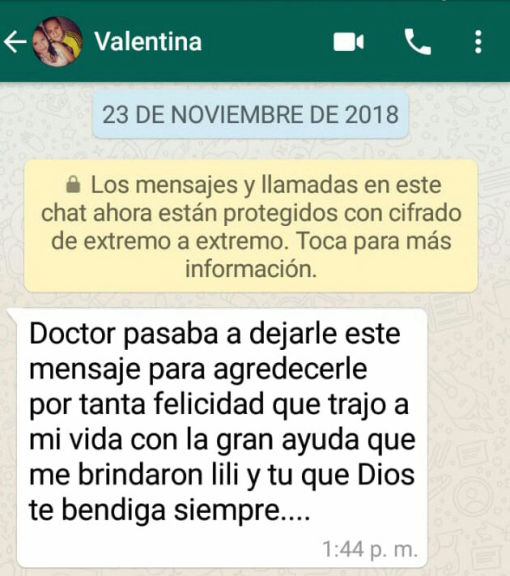 Valentina
23 DE NOVIEMBRE DE 2018
Los mensajes y llamadas en este
chat ahora están protegidos con cifrado
de extremo a extremo. Toca para más
información.
Doctor pasaba a dejarle este
mensaje para agredecerle
por tanta felicidad que trajo a
mi vida con la gran ayuda que
me brindaron lili y tu que Dios
te bendiga siempre....
1:44 p. m.